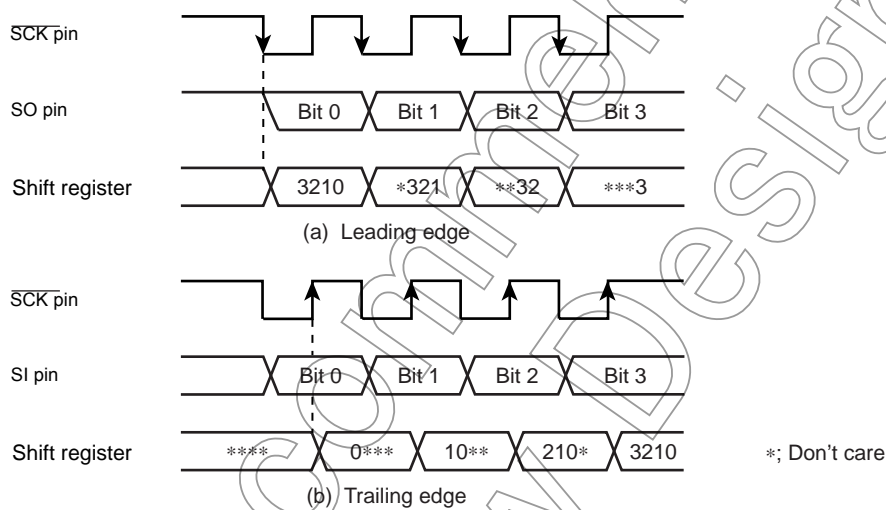 SCK pin
SO pin Bit 0 Bit 1 Bit 2 Bit 3
Shift register 3210 *321 **32 ***3
(a) Leading edge
SCK pin
SI pin Bit 0 Bit 1 Bit 2 Bit 3
Shift register **** 0*** 10** 210* 3210 *; Don't care
(b) Trailing edge